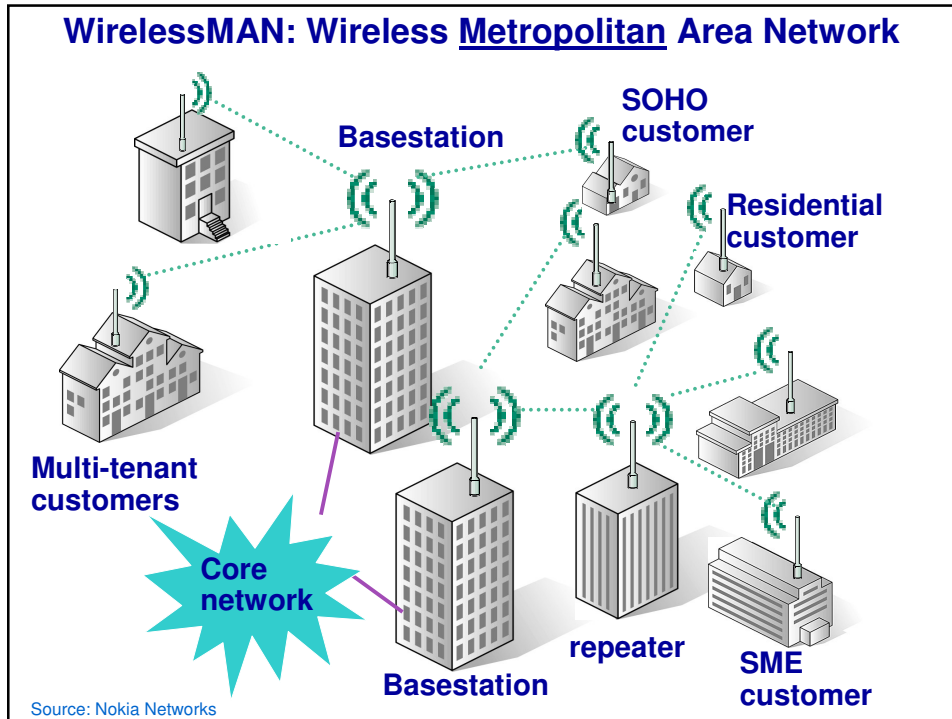 WirelessMAN: Wireless Metropolitan Area Network
SOHO
customer
Basestation
Residential
customer
Multi-tenant
customers
Core
network
repeater
Basestation
SME
customer
Source: Nokia Networks